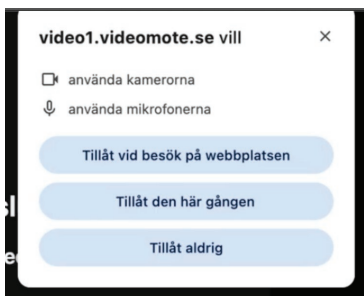 video1.videomote.se vill
använda kamerorna
använda mikrofonerna
Tillåt vid besök på webbplatsen
Tillåt den här gången
Tillåt aldrig